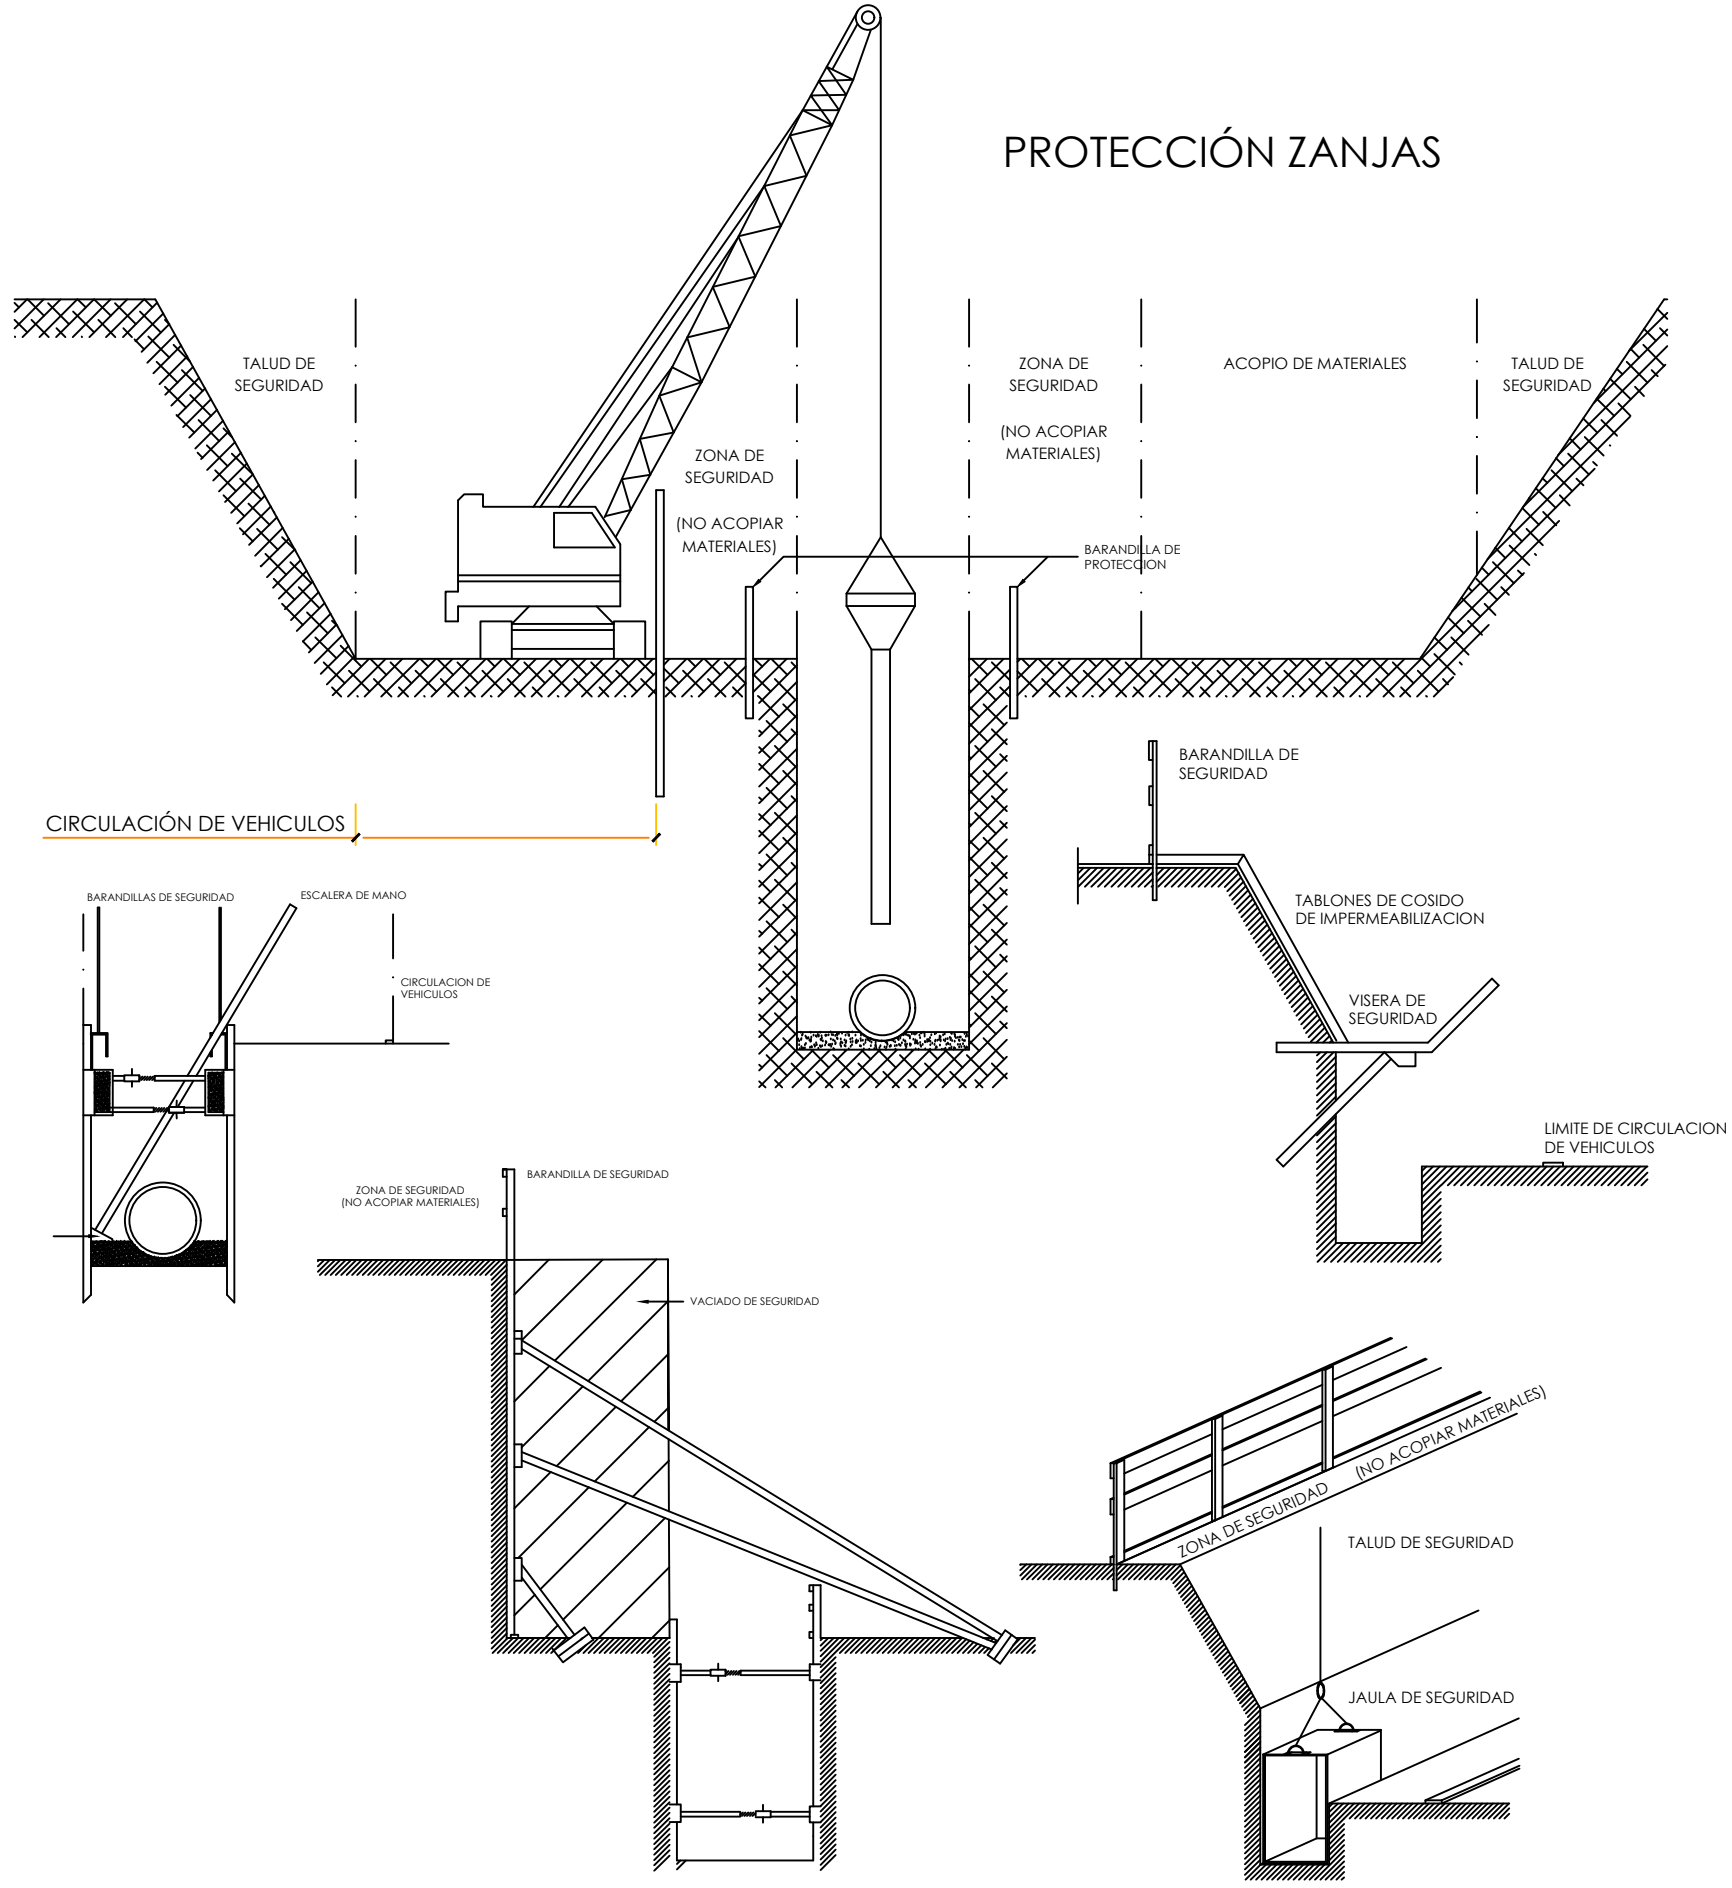 PROTECCIÓN ZANJAS
TALUD DE
SEGURIDAD
ZONA DE
SEGURIDAD
(NO ACOPIAR
MATERIALES)
ZONA DE
SEGURIDAD
(NO ACOPIAR
MATERIALES)
ACOPIO DE MATERIALES
TALUD DE
SEGURIDAD
BARANDILLA DE
PROTECCION
CIRCULACIÓN DE VEHICULOS
BARANDILLA DE
SEGURIDAD
TABLONES DE COSIDO
DE IMPERMEABILIZACION
VISERA DE
SEGURIDAD
LIMITE DE CIRCULACION
DE VEHICULOS
BARANDILLAS DE SEGURIDAD
ESCALERA DE MANO
CIRCULACION DE
VEHICULOS
ZONA DE SEGURIDAD
(NO ACOPIAR MATERIALES)
BARANDILLA DE SEGURIDAD
VACIADO DE SEGURIDAD
ZONA DE SEGURIDAD (NO ACOPIAR MATERIALES)
TALUD DE SEGURIDAD
JAULA DE SEGURIDAD